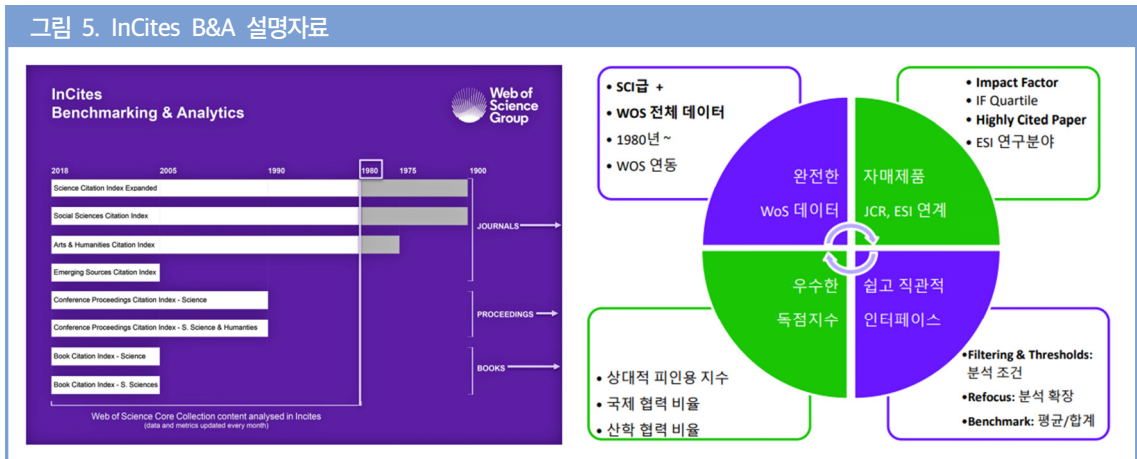 그림 5. InCites B&A 설명자료
InCites
Benchmarking & Analytics
Web of
Science
Group
2018 2005 1990 1980 1975 1900
Science Citation Index Expanded
Social Sciences Citation Index
JOURNALS
Arts & Humanities Citation Index
Emerging Sources Citation Index
Conference Proceedings Citation Index - Science
PROCEEDINGS
Conference Proceedings Citation Index - S. Science & Humanties
Book Citation Index - Science
BOOKS
Book Citation Index - S. Sciences
Web of Science Core Collection content analysed in Incites
(data and metrics updated every month)
• SCI급 +
• WOS 전체 데이터
• 1980년 ~
• WOS 연동
완전한
WoS 데이터
• Impact Factor
• IF Quartile
• Highly Cited Paper
• ESI 연구분야
자매제품
JCR, ESI 연계
우수한
독점지수
• 상대적 피인용 지수
• 국제 협력 비율
• 산학 협력 비율
쉽고 직관적
인터페이스
•Filtering & Thresholds:
분석 조건
•Refocus: 분석 확장
•Benchmark: 평균/합계